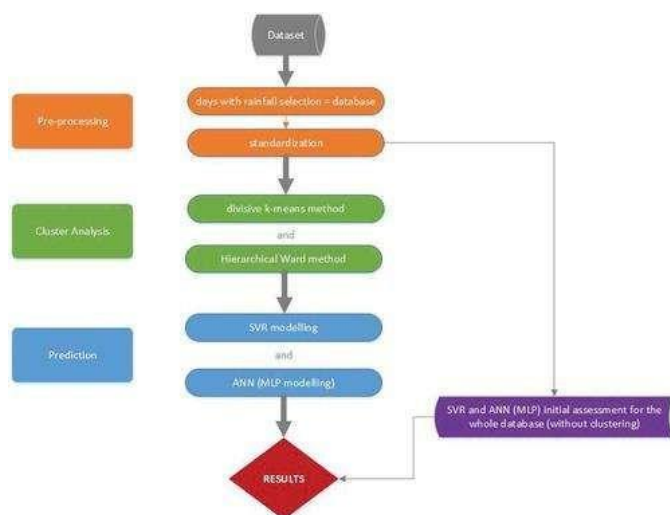 Dataset
Pre-processing
days with rainfall selection = database
standardization
Cluster Analysis
divisive k-means method
and
Hierarchical Ward method
Prediction
SVR modelling
and
ANN (MLP modelling)
SVR and ANN (MLP) initial assessment for the
whole database (without clustering)
RESULTS